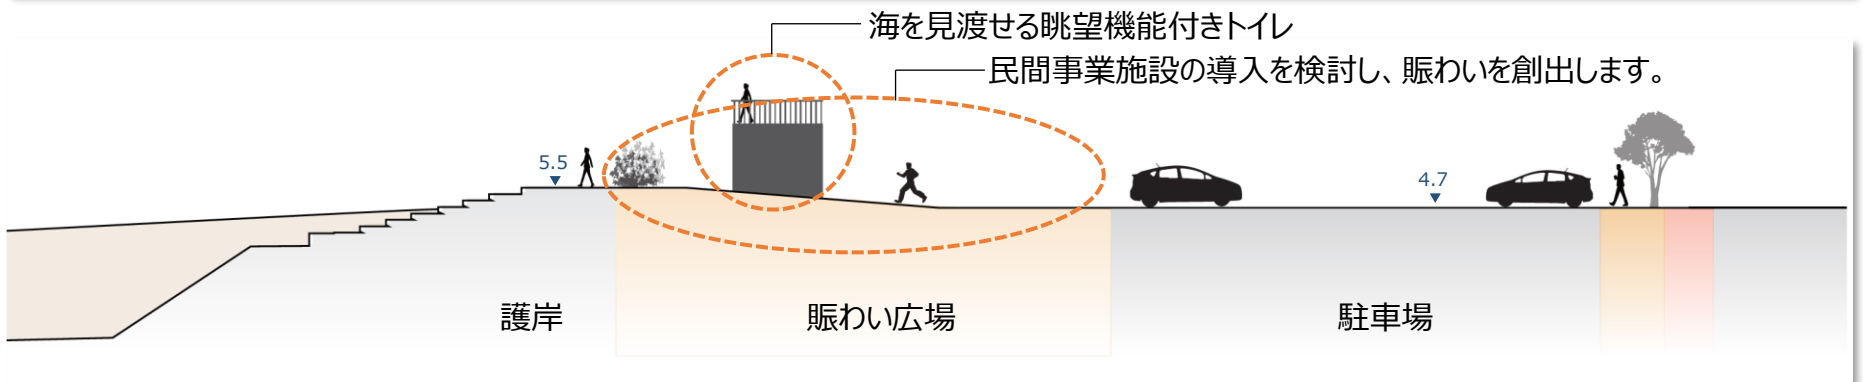 海を見渡せる眺望機能付きトイレ
民間事業施設の導入を検討し、賑わいを創出します。
5.5
4.7
護岸
賑わい広場
駐車場